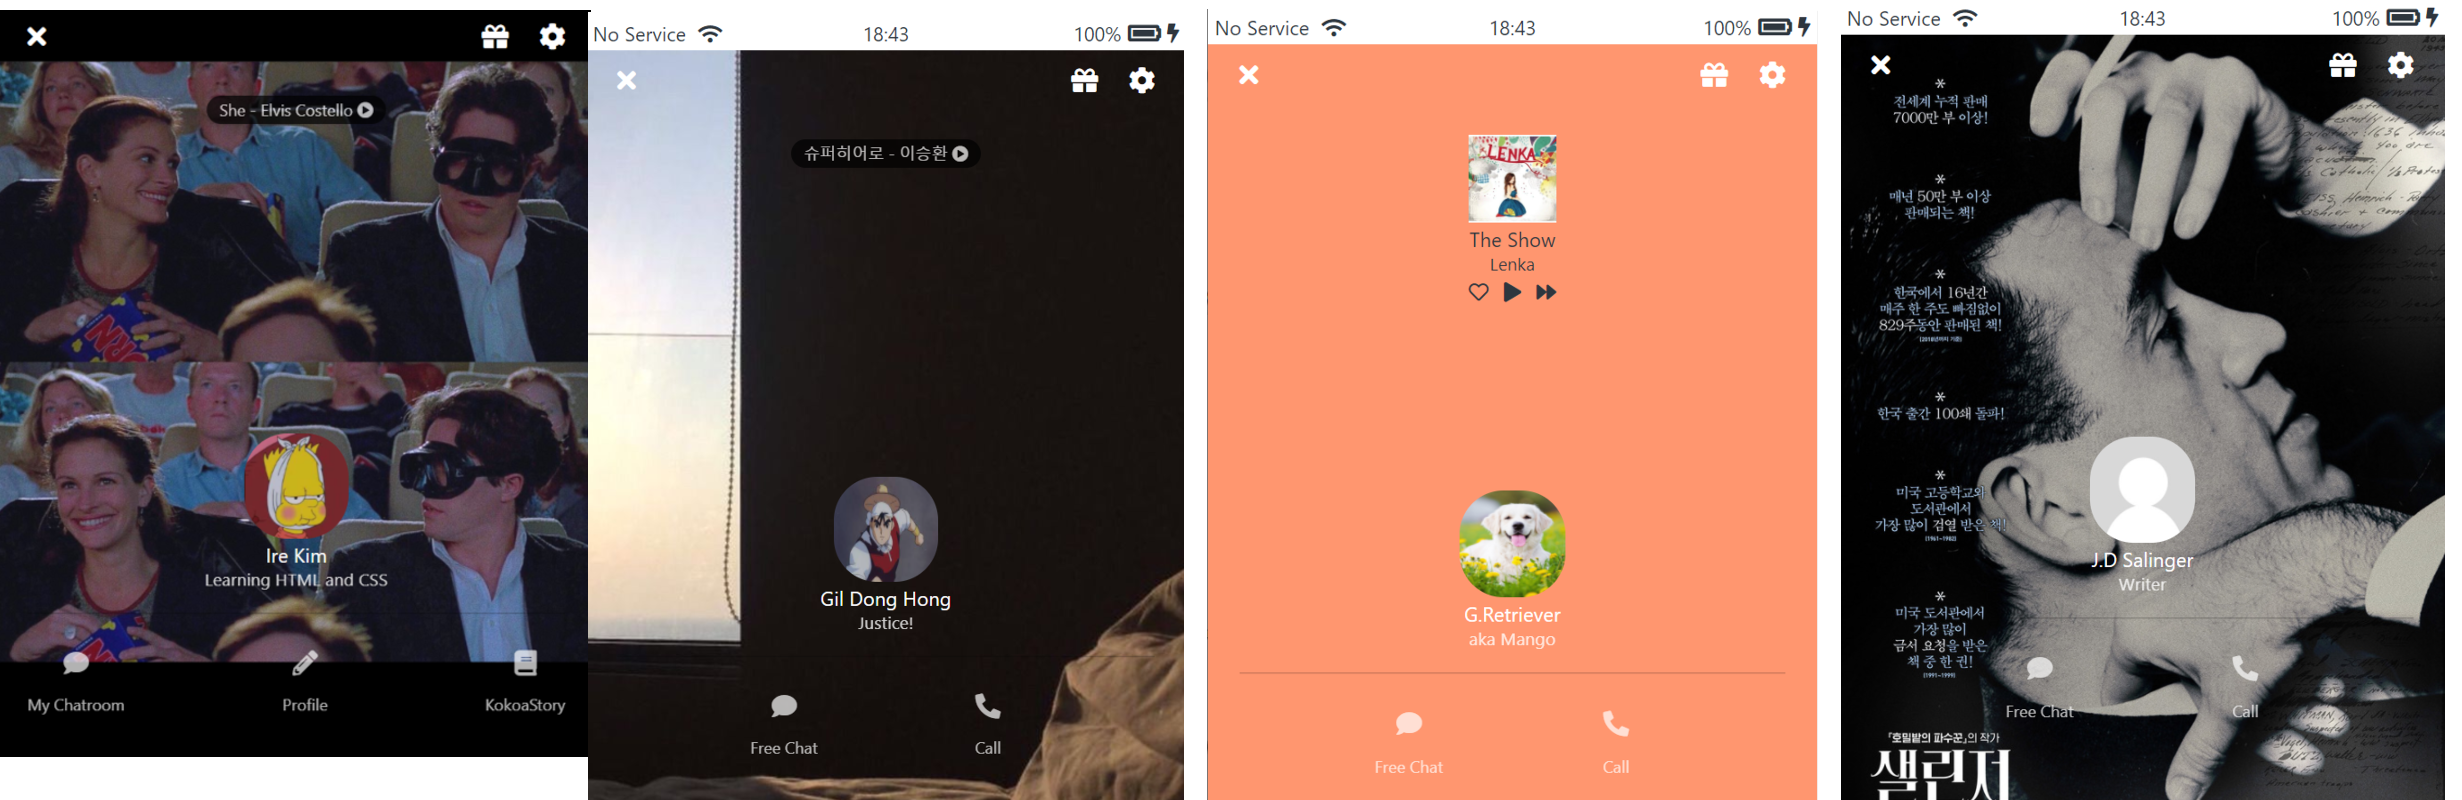 She - Elvis Costello
Ire Kim
Learning HTML and CSS
My Chatroom
Profile
KokoaStory
No Service
18:43
100%
슈퍼히어로 - 이승환
Gil Dong Hong
Justice!
Free Chat
Call
No Service
18:43
100%
LENKA
The Show
Lenka
G.Retriever
aka Mango
Free Chat
Call
No Service
18:43
100%
*
전세계 누적 판매
7000만 부 이상!
*
매년 50만 부 이상
판매되는 책!
*
한국에서 16년간
매주 한 주도 빠짐없이
829주동안 판매된 책!
*
한국 출간 100쇄 돌파!
*
미국 고등학교와
도서관에서
가장 많이 검열 받은 책!
(1961~1982)
*
미국 도서관에서
가장 많이
금서 요청을 받은
책 중 한 권!
(1991~1999)
J.D Salinger
Writer
Free Chat
Call
『호밀밭의 파수꾼』의 작가
샐린저